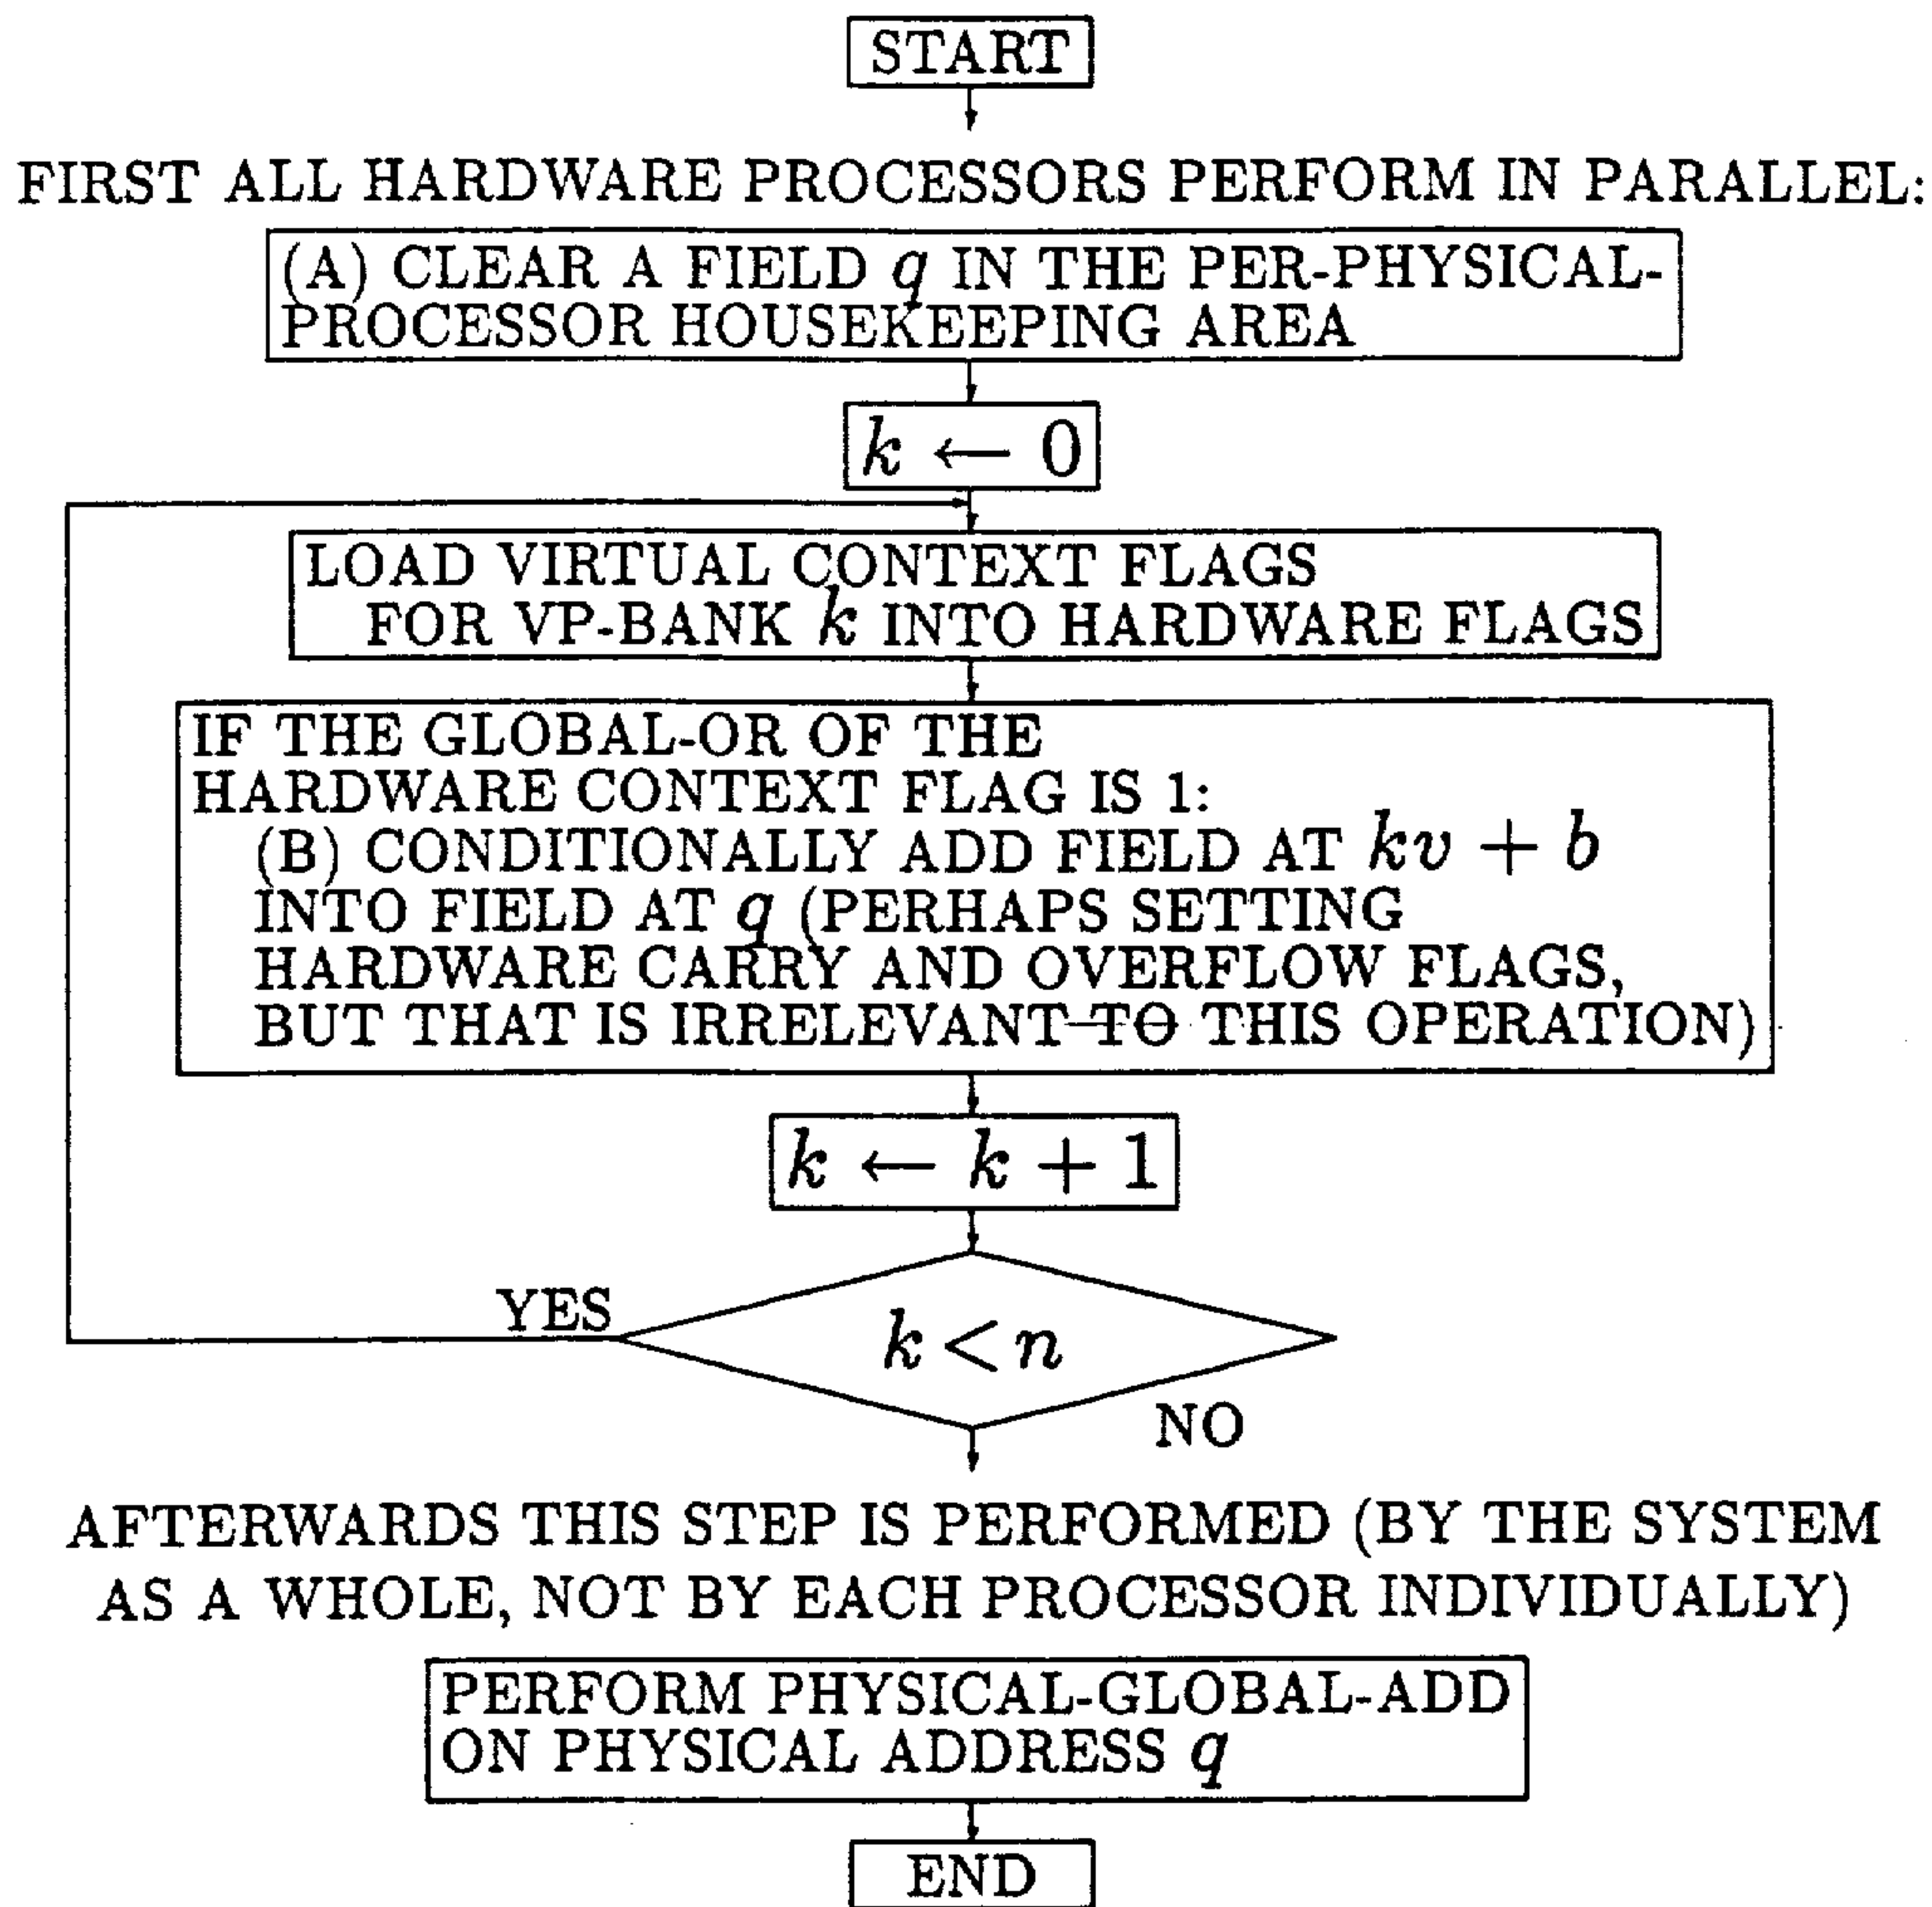 START
FIRST ALL HARDWARE PROCESSORS PERFORM IN PARALLEL:
(A) CLEAR A FIELD q IN THE PER-PHYSICAL-
PROCESSOR HOUSEKEEPING AREA
k ← 0
LOAD VIRTUAL CONTEXT FLAGS
FOR VP-BANK k INTO HARDWARE FLAGS
IF THE GLOBAL-OR OF THE
HARDWARE CONTEXT FLAG IS 1:
(B) CONDITIONALLY ADD FIELD AT kv + b
INTO FIELD AT q (PERHAPS SETTING
HARDWARE CARRY AND OVERFLOW FLAGS,
BUT THAT IS IRRELEVANT TO THIS OPERATION)
k ← k + 1
YES
k < n
NO
AFTERWARDS THIS STEP IS PERFORMED (BY THE SYSTEM
AS A WHOLE, NOT BY EACH PROCESSOR INDIVIDUALLY)
PERFORM PHYSICAL-GLOBAL-ADD
ON PHYSICAL ADDRESS q
END